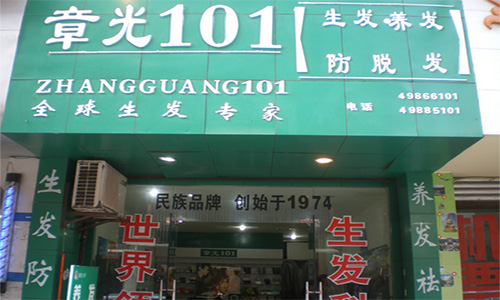 章光101
生发·养发
防脱发
ZHANGGUANG101
全球生发专家
电话
49866101
49885101
民族品牌 创始于1974
章光101
生发防
世界领
生发
养发祛